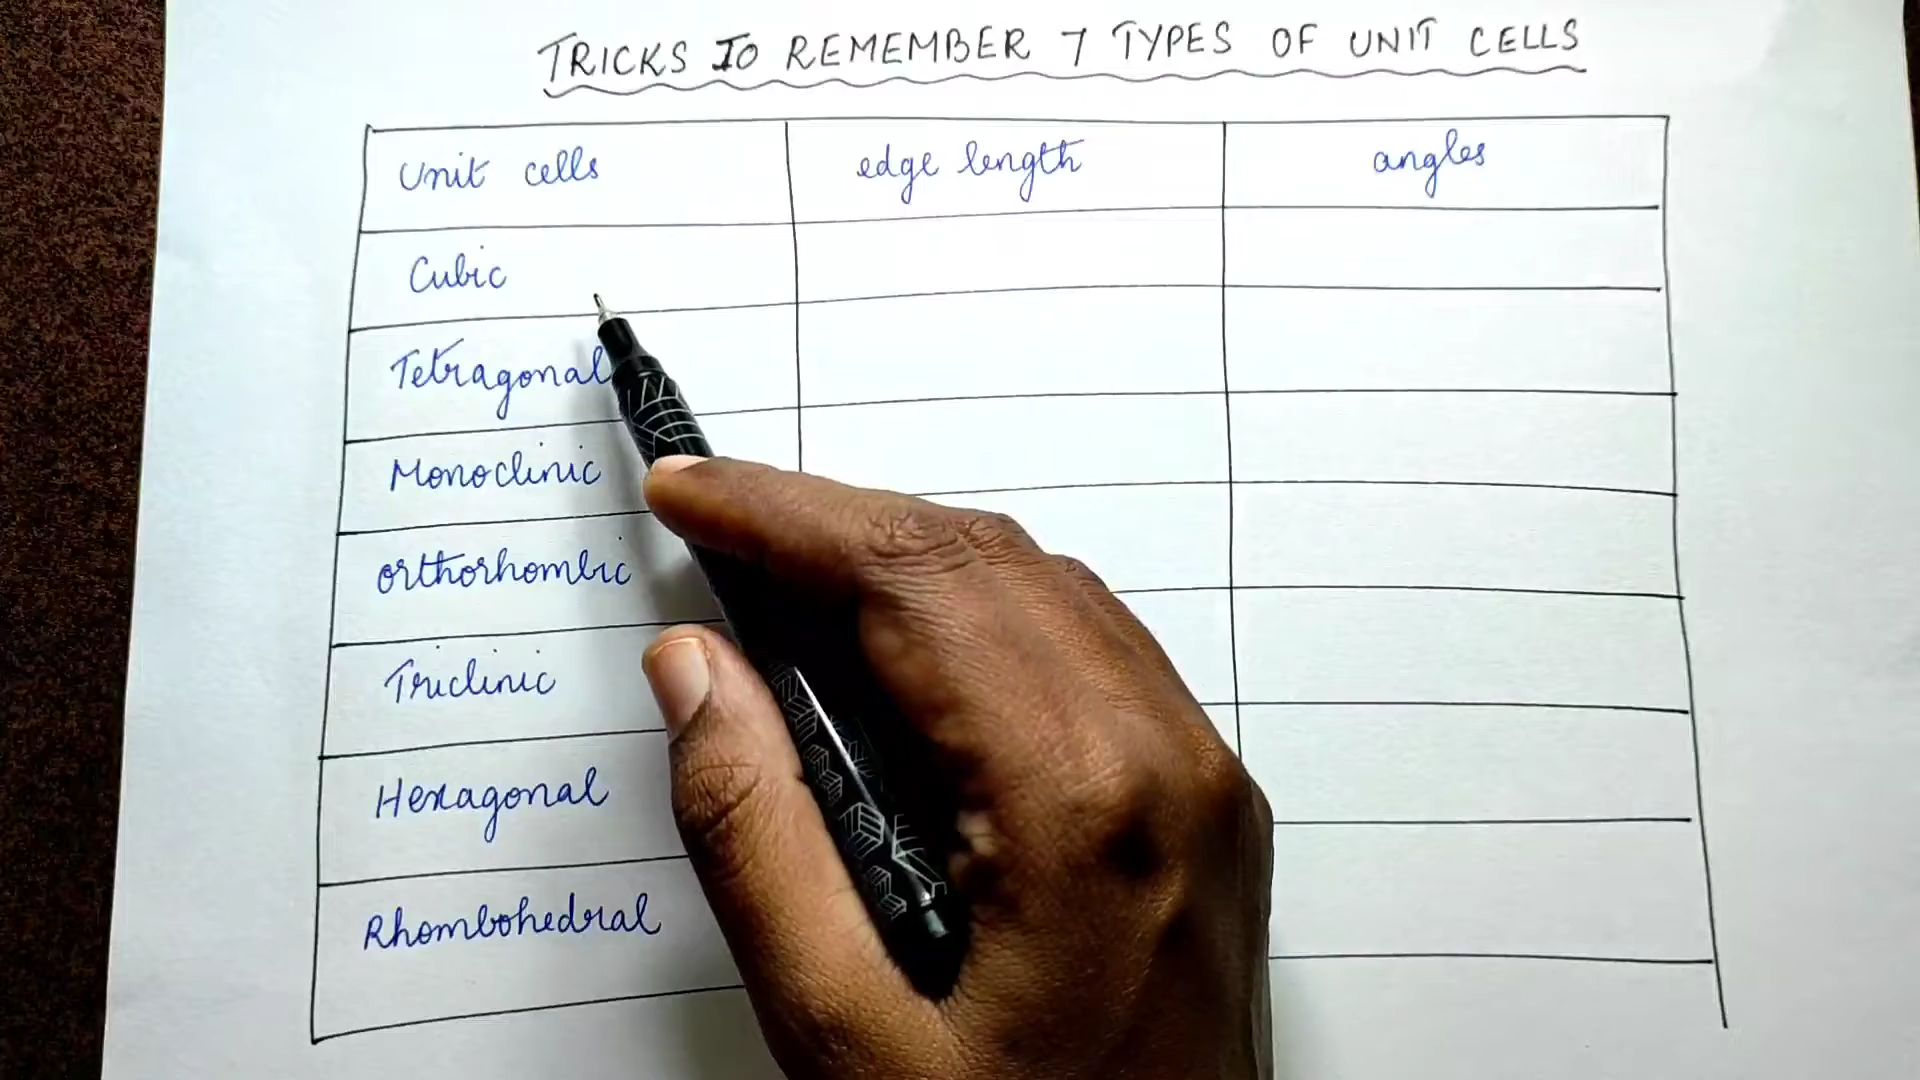 TRICKS TO REMEMBER 7 TYPES OF UNIT CELLS
Unit cells edge length angles
Cubic
Tetragonal
Monoclinic
orthorhombic
Triclinic
Hexagonal
Rhombohedral